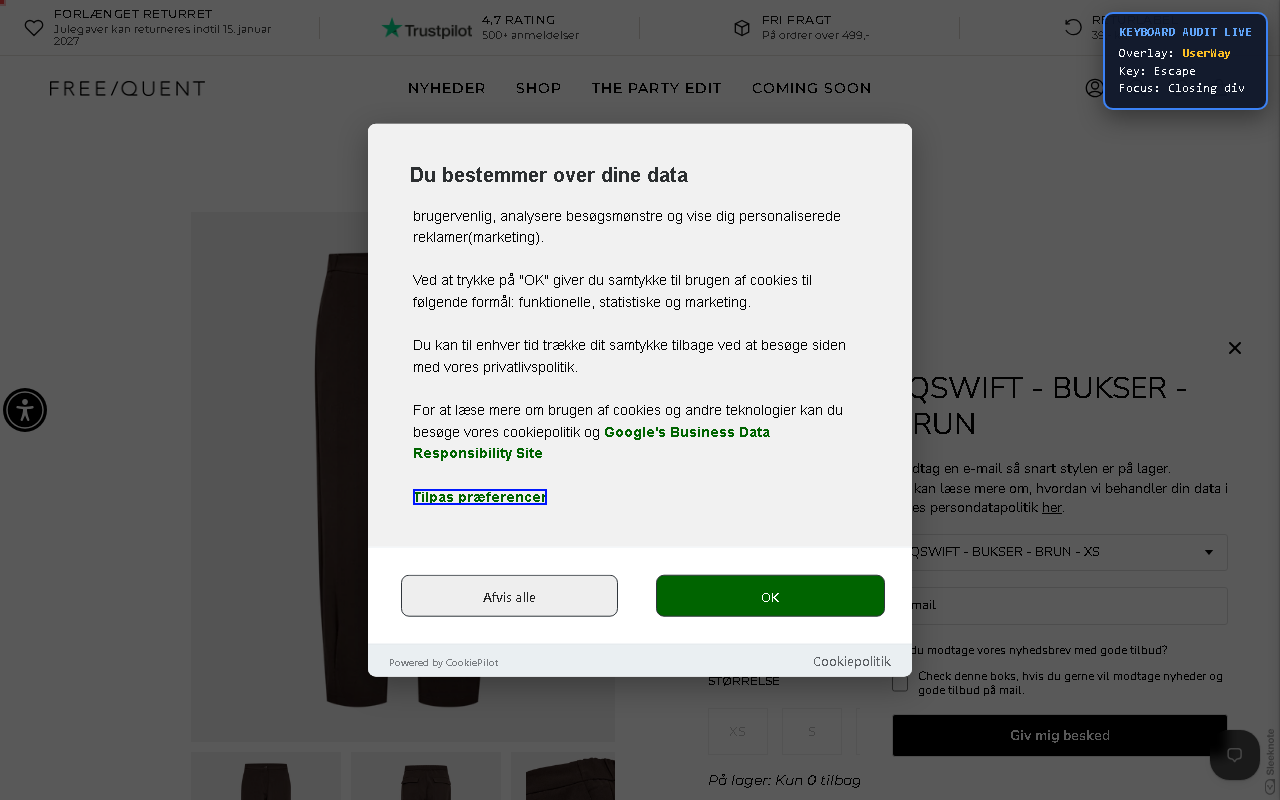 FORLÆNGET RETURRET
Julegaver kan returneres indtil 15. januar
2027
Trustpilot
4,7 RATING
500+ anmeldelser
FRI FRAGT
På ordrer over 499,-
KEYBOARD AUDIT LIVE
Overlay: UserWay
Key: Escape
Focus: Closing div
FREE/QUENT
NYHEDER
SHOP
THE PARTY EDIT
COMING SOON
Du bestemmer over dine data
brugervenlig, analysere besøgsmønstre og vise dig personaliserede
reklamer(marketing).
Ved at trykke på "OK" giver du samtykke til brugen af cookies til
følgende formål: funktionelle, statistiske og marketing.
Du kan til enhver tid trække dit samtykke tilbage ved at besøge siden
med vores privatlivspolitik.
For at læse mere om brugen af cookies og andre teknologier kan du
besøge vores cookiepolitik og Google's Business Data
Responsibility Site
Tilpas præferencer
Afvis alle
OK
Powered by CookiePilot
Cookiepolitik
QSWIFT - BUKSER -
RUN
dtag en e-mail så snart stylen er på lager.
kan læse mere om, hvordan vi behandler din data i
es persondatapolitik her.
QSWIFT - BUKSER - BRUN - XS
mail
du modtage vores nyhedsbrev med gode tilbud?
Check denne boks, hvis du gerne vil modtage nyheder og
gode tilbud på mail.
Giv mig besked
STØRRELSE
XS
S
På lager: Kun 0 tilbag
Sleeknote